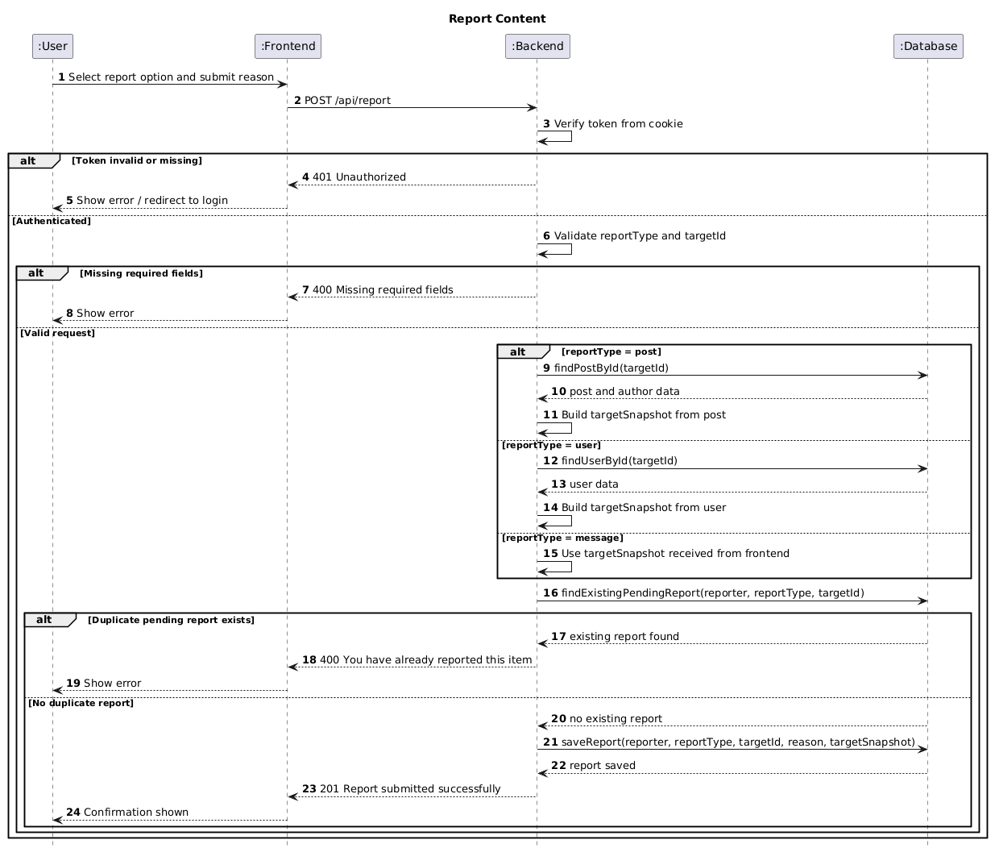 Report Content
:User
:Frontend
:Backend
:Database
1 Select report option and submit reason
2 POST /api/report
3 Verify token from cookie
alt [Token invalid or missing]
4 401 Unauthorized
5 Show error / redirect to login
[Authenticated]
6 Validate reportType and targetId
alt [Missing required fields]
7 400 Missing required fields
8 Show error
[Valid request]
alt [reportType = post]
9 findPostById(targetId)
10 post and author data
11 Build targetSnapshot from post
[reportType = user]
12 findUserById(targetId)
13 user data
14 Build targetSnapshot from user
[reportType = message]
15 Use targetSnapshot received from frontend
16 findExistingPendingReport(reporter, reportType, targetId)
alt [Duplicate pending report exists]
17 existing report found
18 400 You have already reported this item
19 Show error
[No duplicate report]
20 no existing report
21 saveReport(reporter, reportType, targetId, reason, targetSnapshot)
22 report saved
23 201 Report submitted successfully
24 Confirmation shown